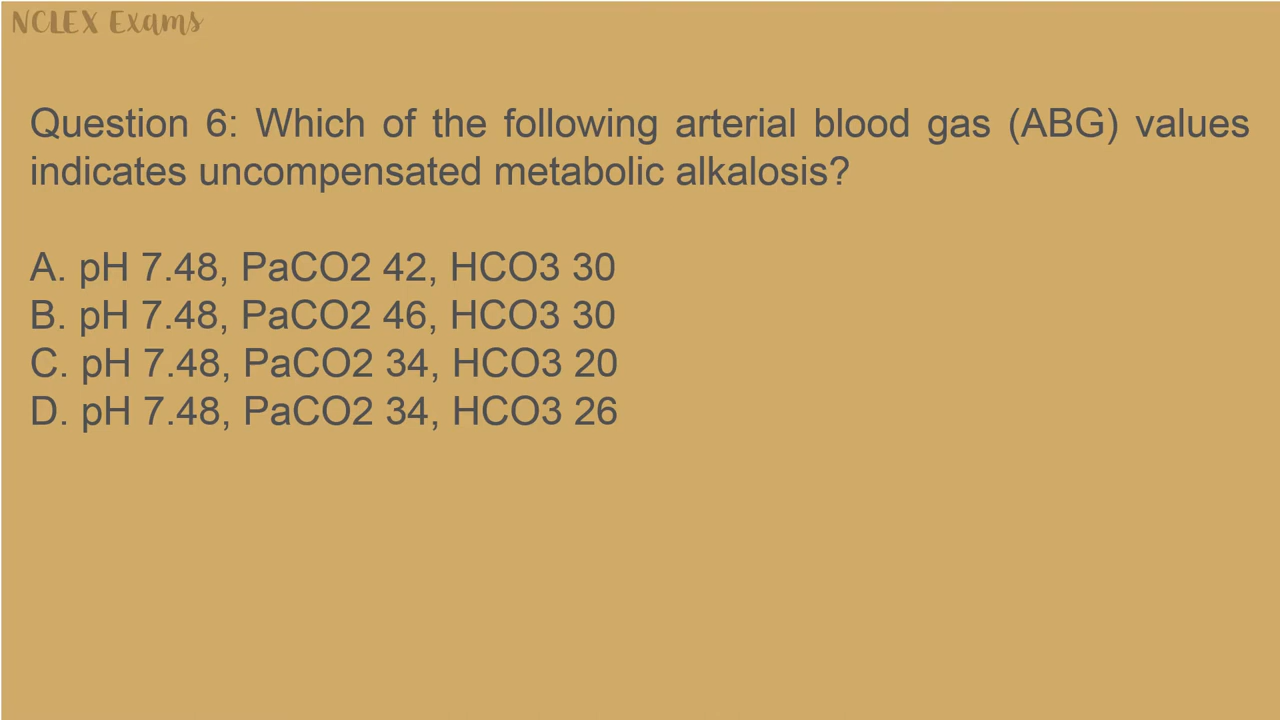 NCLEX Exams
Question 6: Which of the following arterial blood gas (ABG) values
indicates uncompensated metabolic alkalosis?
A. pH 7.48, PaCO2 42, HCO3 30
B. pH 7.48, PaCO2 46, HCO3 30
C. pH 7.48, PaCO2 34, HCO3 20
D. pH 7.48, PaCO2 34, HCO3 26